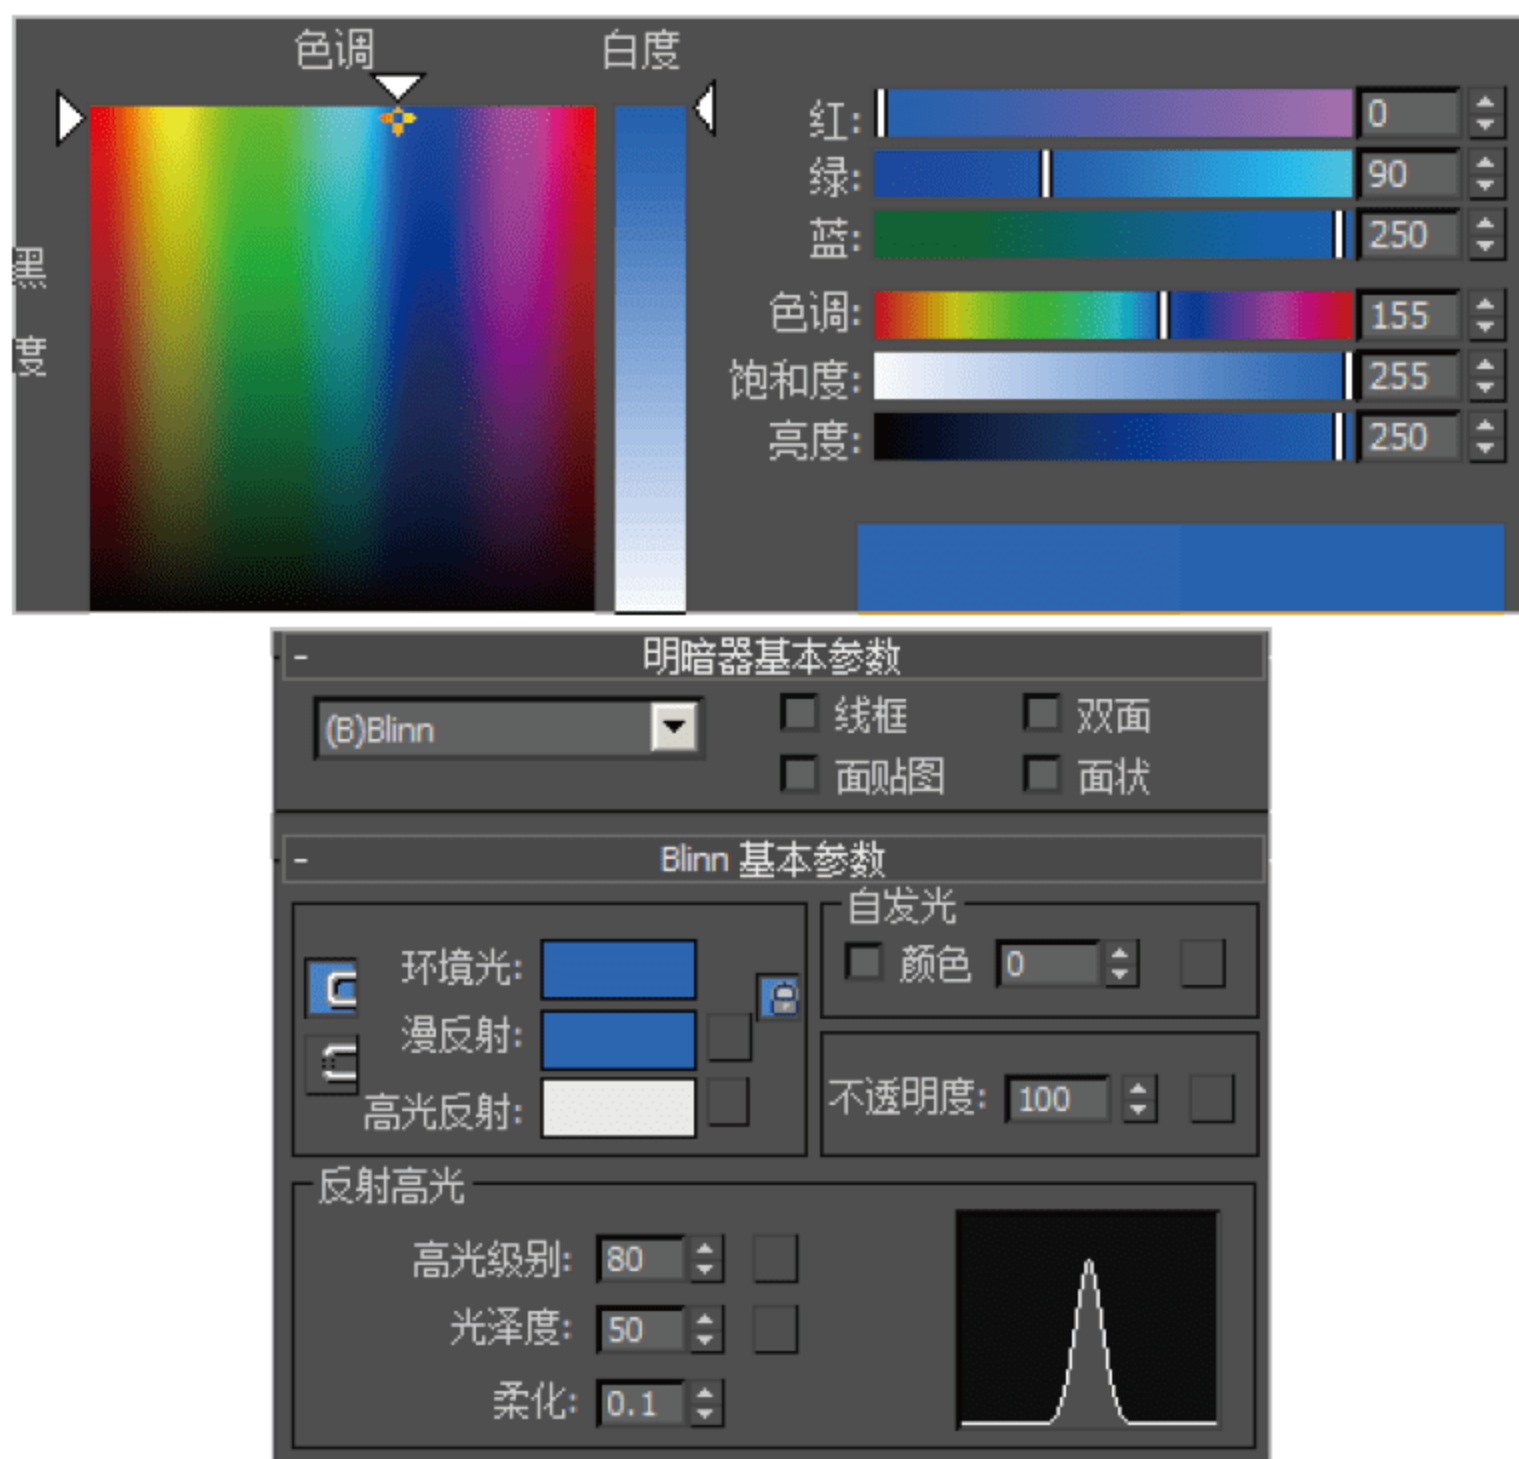 色调 白度
红: 0
绿: 90
蓝: 250
黑
度
色调: 155
饱和度: 255
亮度: 250
- 明暗器基本参数
(B)Blinn 线框 双面
面贴图 面状
- Blinn 基本参数
环境光:
漫反射:
高光反射:
自发光
颜色 0
不透明度: 100
反射高光
高光级别: 80
光泽度: 50
柔化: 0.1